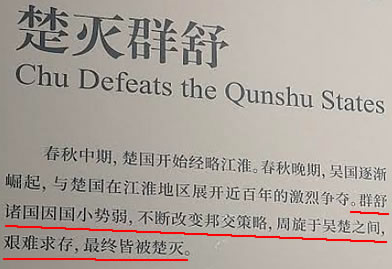 楚灭群舒
Chu Defeats the Qunshu States
春秋中期，楚国开始经略江淮。春秋晚期，吴国逐渐
崛起，与楚国在江淮地区展开近百年的激烈争夺。群舒
诸国因国小势弱，不断改变邦交策略，周旋于吴楚之间，
艰难求存，最终皆被楚灭。